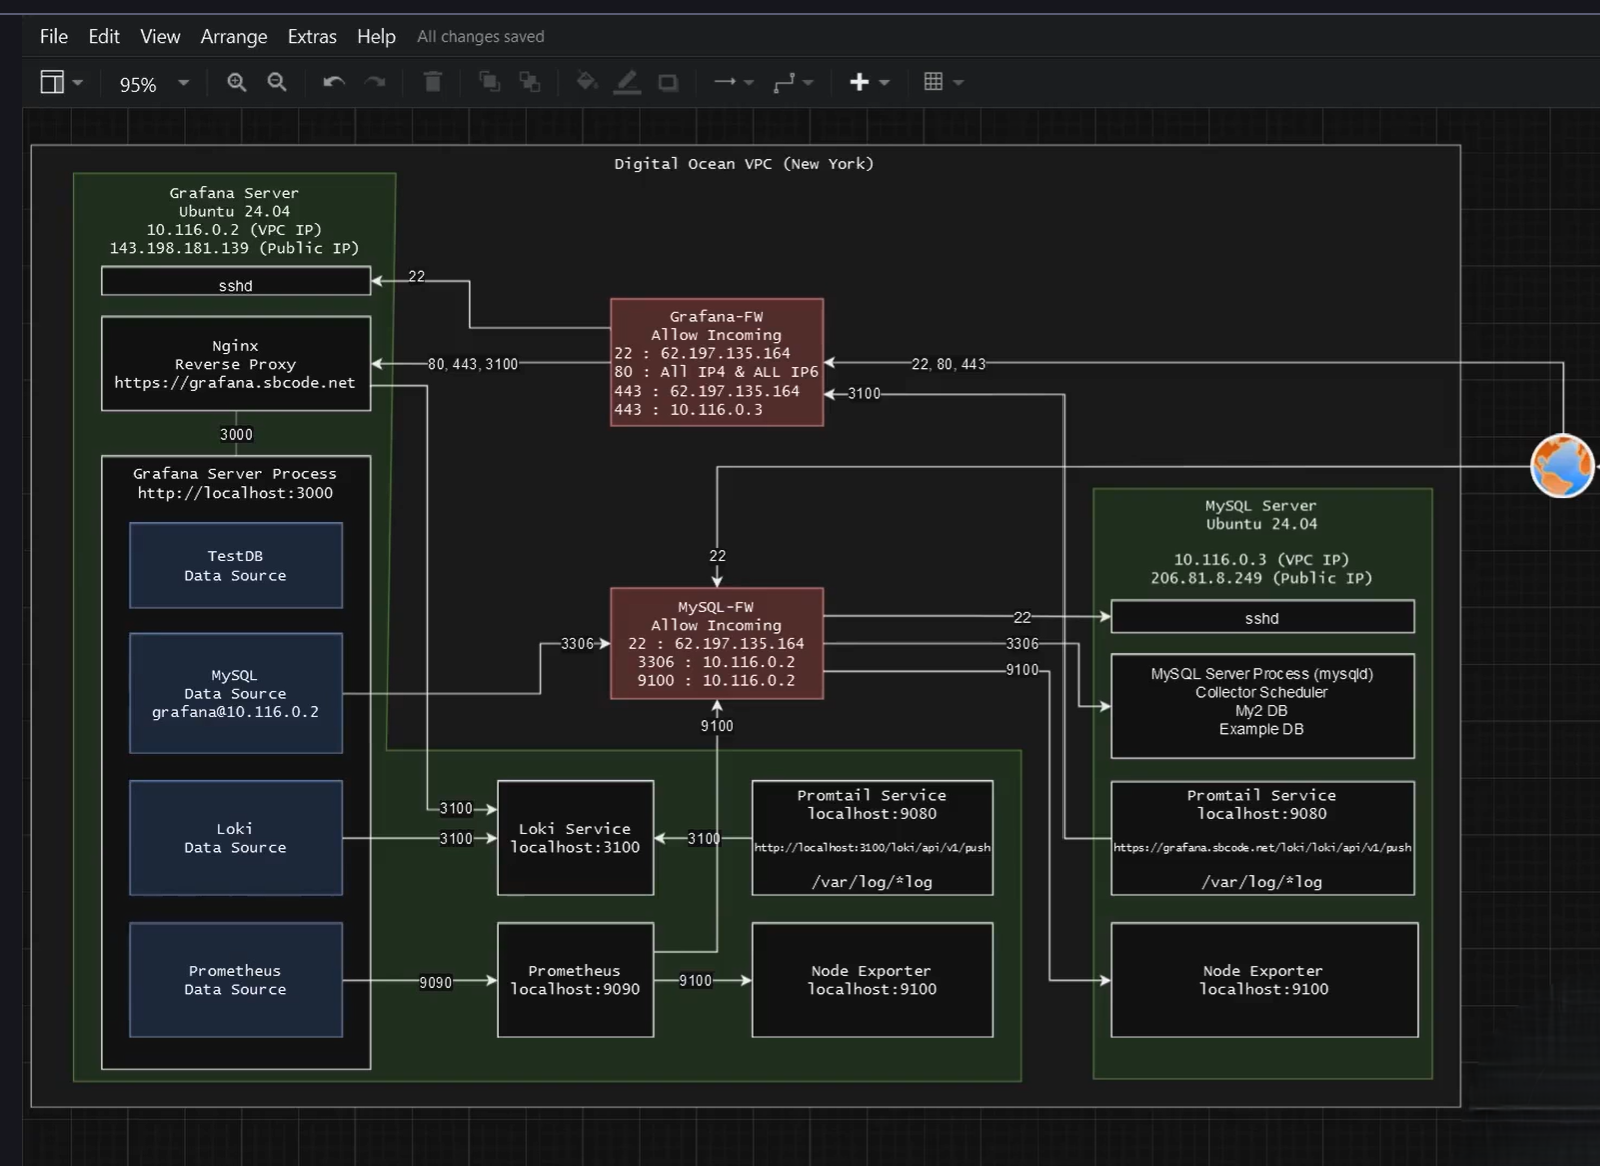 File Edit View Arrange Extras Help All changes saved
95%
Digital Ocean VPC (New York)
Grafana Server
Ubuntu 24.04
10.116.0.2 (VPC IP)
143.198.181.139 (Public IP)
sshd
22
Nginx
Reverse Proxy
https://grafana.sbcode.net
80, 443, 3100
3000
Grafana Server Process
http://localhost:3000
TestDB
Data Source
MySQL
Data Source
grafana@10.116.0.2
Loki
Data Source
Prometheus
Data Source
Grafana-FW
Allow Incoming
22 : 62.197.135.164
80 : All IP4 & ALL IP6
443 : 62.197.135.164
443 : 10.116.0.3
22, 80, 443
3100
22
MySQL-FW
Allow Incoming
22 : 62.197.135.164
3306 : 10.116.0.2
9100 : 10.116.0.2
3306
9100
22
3306
9100
3100
3100
Loki Service
localhost:3100
3100
Promtail Service
localhost:9080
http://localhost:3100/loki/api/v1/push
/var/log/*log
9090
Prometheus
localhost:9090
9100
Node Exporter
localhost:9100
MySQL Server
Ubuntu 24.04
10.116.0.3 (VPC IP)
206.81.8.249 (Public IP)
sshd
MySQL Server Process (mysqld)
Collector Scheduler
My2 DB
Example DB
Promtail Service
localhost:9080
https://grafana.sbcode.net/loki/loki/api/v1/push
/var/log/*log
Node Exporter
localhost:9100